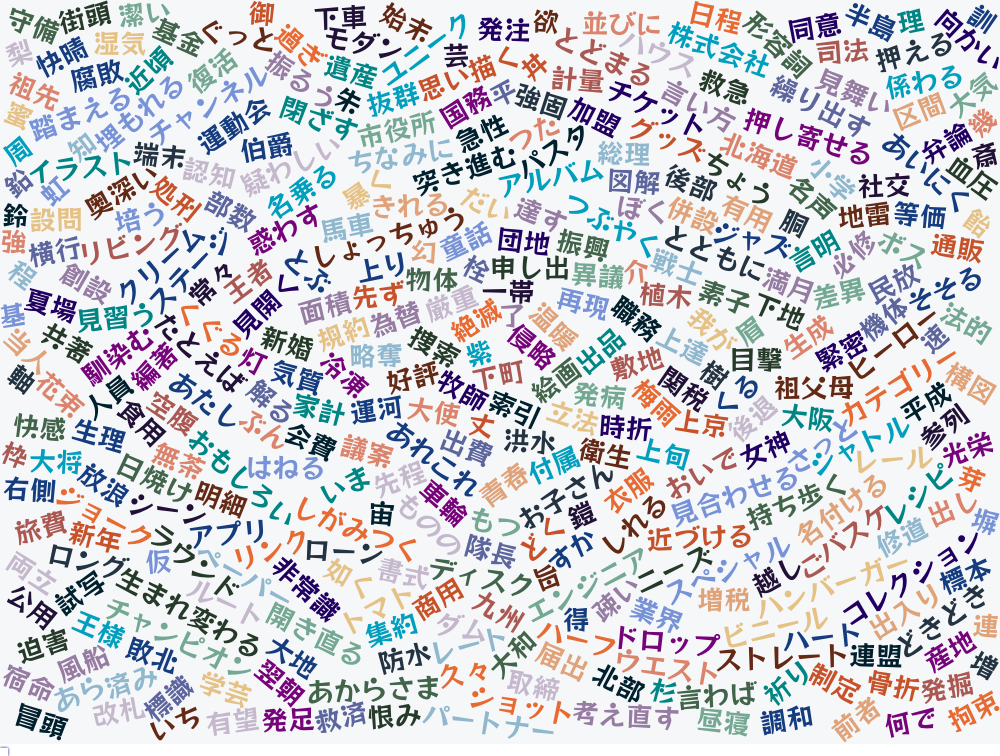 守備
街頭
潔い
御
下車
始末
発注
欲
並びに
日程
形容詞
同意
半島
理
向かい
訓
梨
快晴
湿気
基金
ぐっと
過ぎ
モダン
ユニーク
芸
とどまる
ハウス
株式会社
司法
押える
腐敗
近頃
復活
振るう
遺産
思い描く
英
計量
救急
見舞い
係わる
大気
祖先
蜜
踏まえる
埋もれる
チャンネル
朱
抜群
国務
平
強固
加盟
チケット
言い方
繰り出す
区間
幾
周
知
運動会
閉ざす
市役所
急性
つた
グッズ
押し寄せる
弁論
血圧
斎
イラスト
端末
伯爵
ちなみに
突き進む
パスタ
総理
北海道
あいにく
鉛
虹
認知
疑わしい
アルバム
図解
後部
ちょう
名声
小学
社交
鈴
設問
奥深い
処刑
部数
名乗る
暴く
きれる
だい
達す
つぶやく
ぼく
併設
有用
胴
地雷
等価
飴
強
横行
リビング
培う
惑わす
馬車
しょっちゅう
幻
童話
団地
振興
ともに
ジャズ
言明
必修
ボス
通販
程
創設
クリーム
ステージ
常々
王者
どぶ
上り
物体
栓
申し出
異議
介
戦士
満月
差異
民放
基
夏場
見習う
見聞く
面積
先ず
為替
厳重
一帯
再現
植木
素子
下地
機体
そそる
法的
当人
共著
馴染む
たとえば
くぐる
灯
新婚
規約
捜索
絶滅
了
侵略
温暖
職務
我が
盾
生成
緊密
ヒーロー
速
軸
花束
編著
気質
冷凍
略奪
紫
下町
絵画
出品
敷地
上達
樹
目撃
人員
あたし
解る
家計
運河
好評
牧師
索引
発病
梅雨
関税
くる
祖父母
カテゴリー
横図
快感
生理
食用
空腹
ぶん
会費
議案
大使
丈
立法
時折
上京
後退
大阪
平成
枠
大将
放浪
日焼け
無茶
おもしろい
はねる
いま
あれこれ
出費
洪水
衛生
上旬
女神
さっと
シャトル
参列
右側
ジョーク
シーン
明細
しがみつく
先程
青者
付属
お子さん
衣服
おいで
見合わせる
レール
光栄
旅費
新年
クラウンド
アプリ
宙
車輪
ものの
もつ
とく
鎧
しれる
近づける
持ち歩く
名付ける
レシピ
芽
両立
ロング
仮
ペーパー
リンク
ローン
隊長
すか
缶
ニーズ
スペシャル
越し
ごバスケ
修道
出し
塀
公用
試写
生まれ変わる
ルート
非常識
如く
書式
ディスク
エンジニア
疎い
業界
増税
ハンバーガー
コレクション
標本
迫害
王様
チャンピオン
開き直る
マト
集約
商用
九州
ダムト
得
ハーフ
ドロップ
ビニール
ハート
出入り
どきどき
連
宿命
風船
敗北
大地
防水
レート
大和
届出
ウエスト
ストレート
連盟
産地
増
あら済み
標識
学芸
翌朝
あからさま
久々
取締
北部
杉
言わば
祈り
制定
骨折
発掘
冒頭
改札
いち
有望
発足
救済
恨み
パートナー
ショット
考え直す
昼寝
調和
前者
何で
拘束